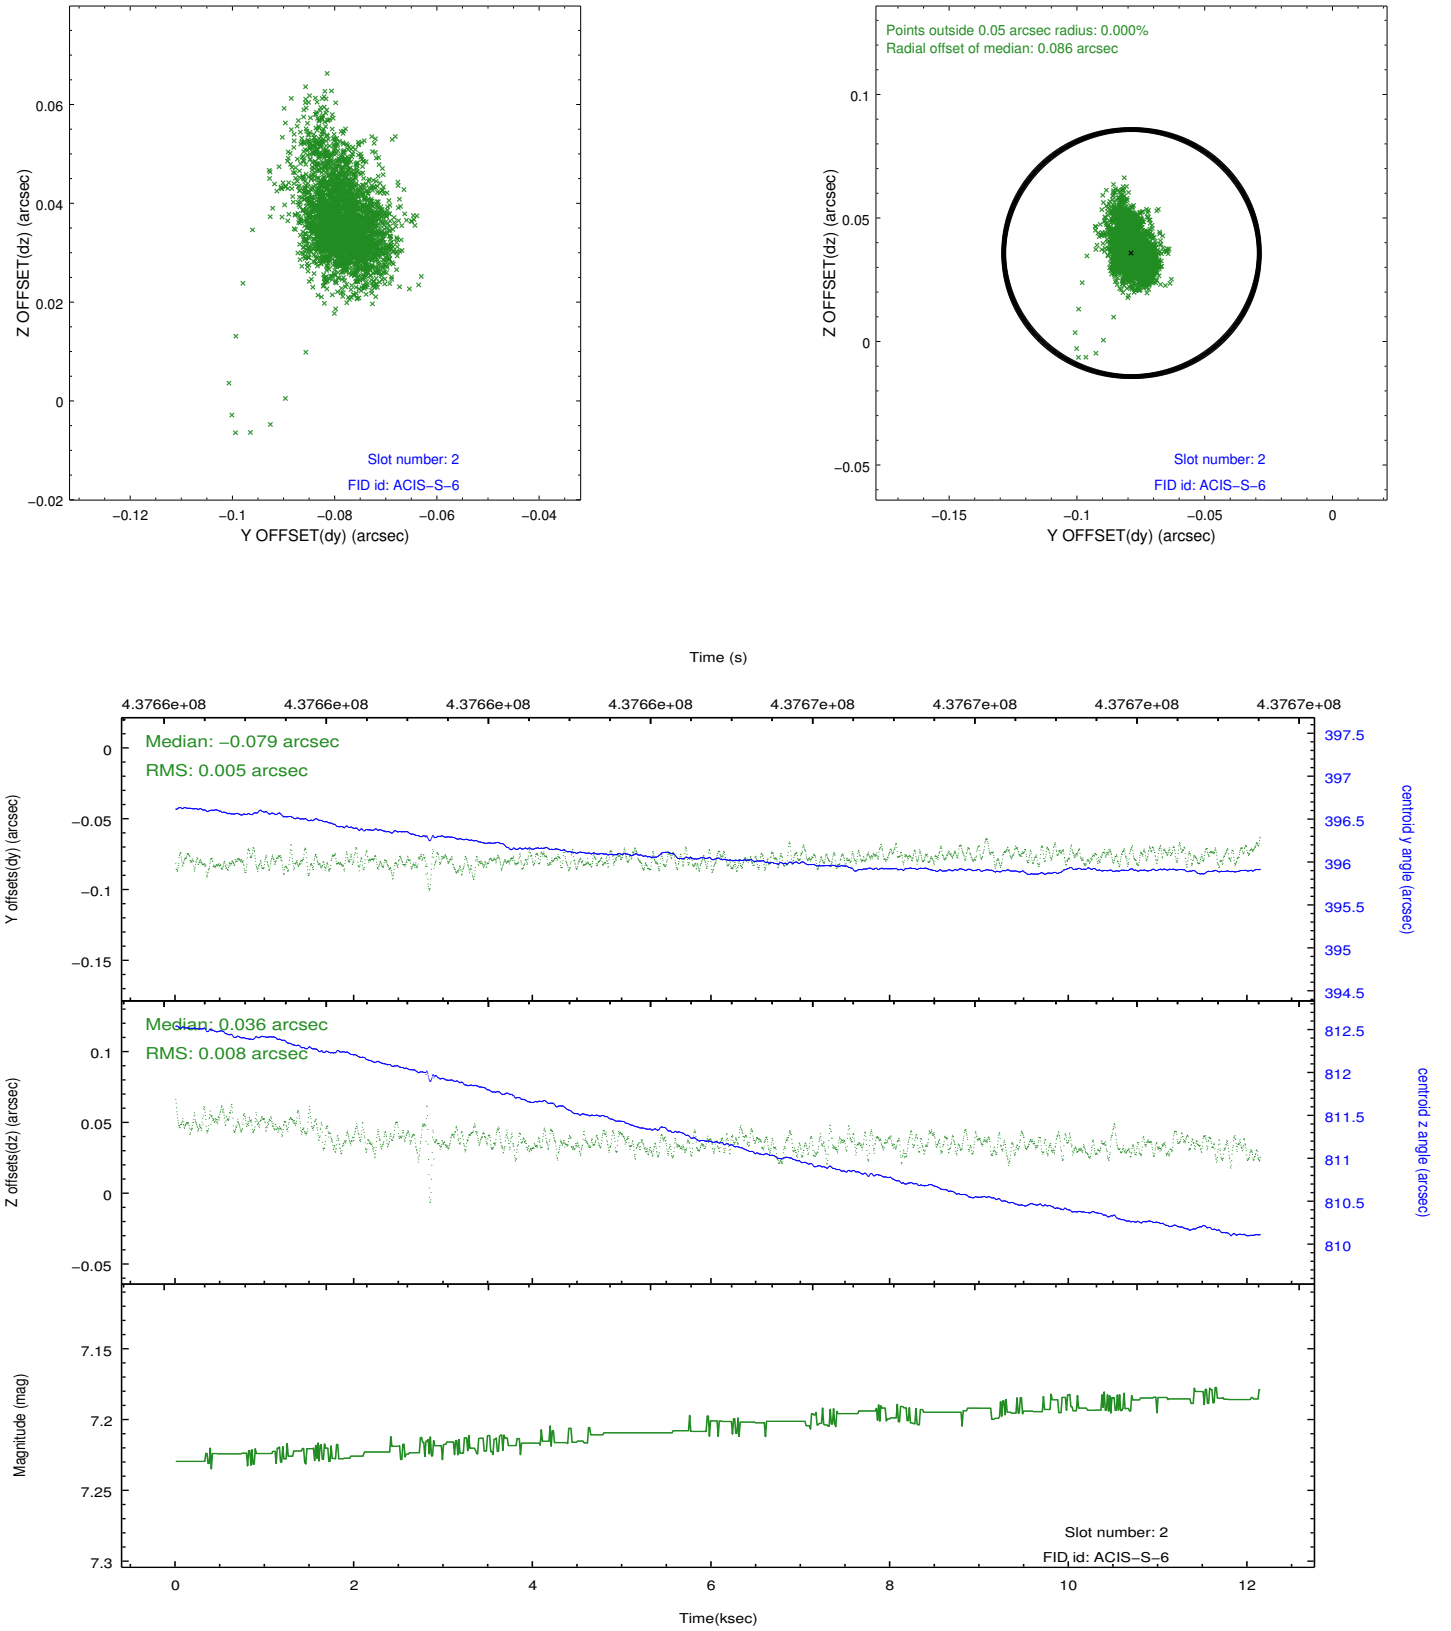 0.06
0.04
0.02
0
−0.02
−0.12
−0.1
−0.08
−0.06
−0.04
Z OFFSET(dz) (arcsec)
Y OFFSET(dy) (arcsec)
Slot number: 2
FID id: ACIS−S−6
Points outside 0.05 arcsec radius: 0.000%
Radial offset of median: 0.086 arcsec
0.1
0.05
0
−0.05
−0.15
−0.1
−0.05
0
Z OFFSET(dz) (arcsec)
Y OFFSET(dy) (arcsec)
Slot number: 2
FID id: ACIS−S−6
Time (s)
4.3766e+08
4.3766e+08
4.3766e+08
4.3766e+08
4.3767e+08
4.3767e+08
4.3767e+08
4.3767e+08
Median: −0.079 arcsec
RMS: 0.005 arcsec
0
−0.05
−0.1
−0.15
Y offsets(dy) (arcsec)
397.5
397
396.5
396
395.5
395
394.5
centroid y angle (arcsec)
Median: 0.036 arcsec
RMS: 0.008 arcsec
0.1
0.05
0
−0.05
Z offsets(dz) (arcsec)
812.5
812
811.5
811
810.5
810
centroid z angle (arcsec)
7.15
7.2
7.25
7.3
Magnitude (mag)
Slot number: 2
FID id: ACIS−S−6
0
2
4
6
8
10
12
Time(ksec)